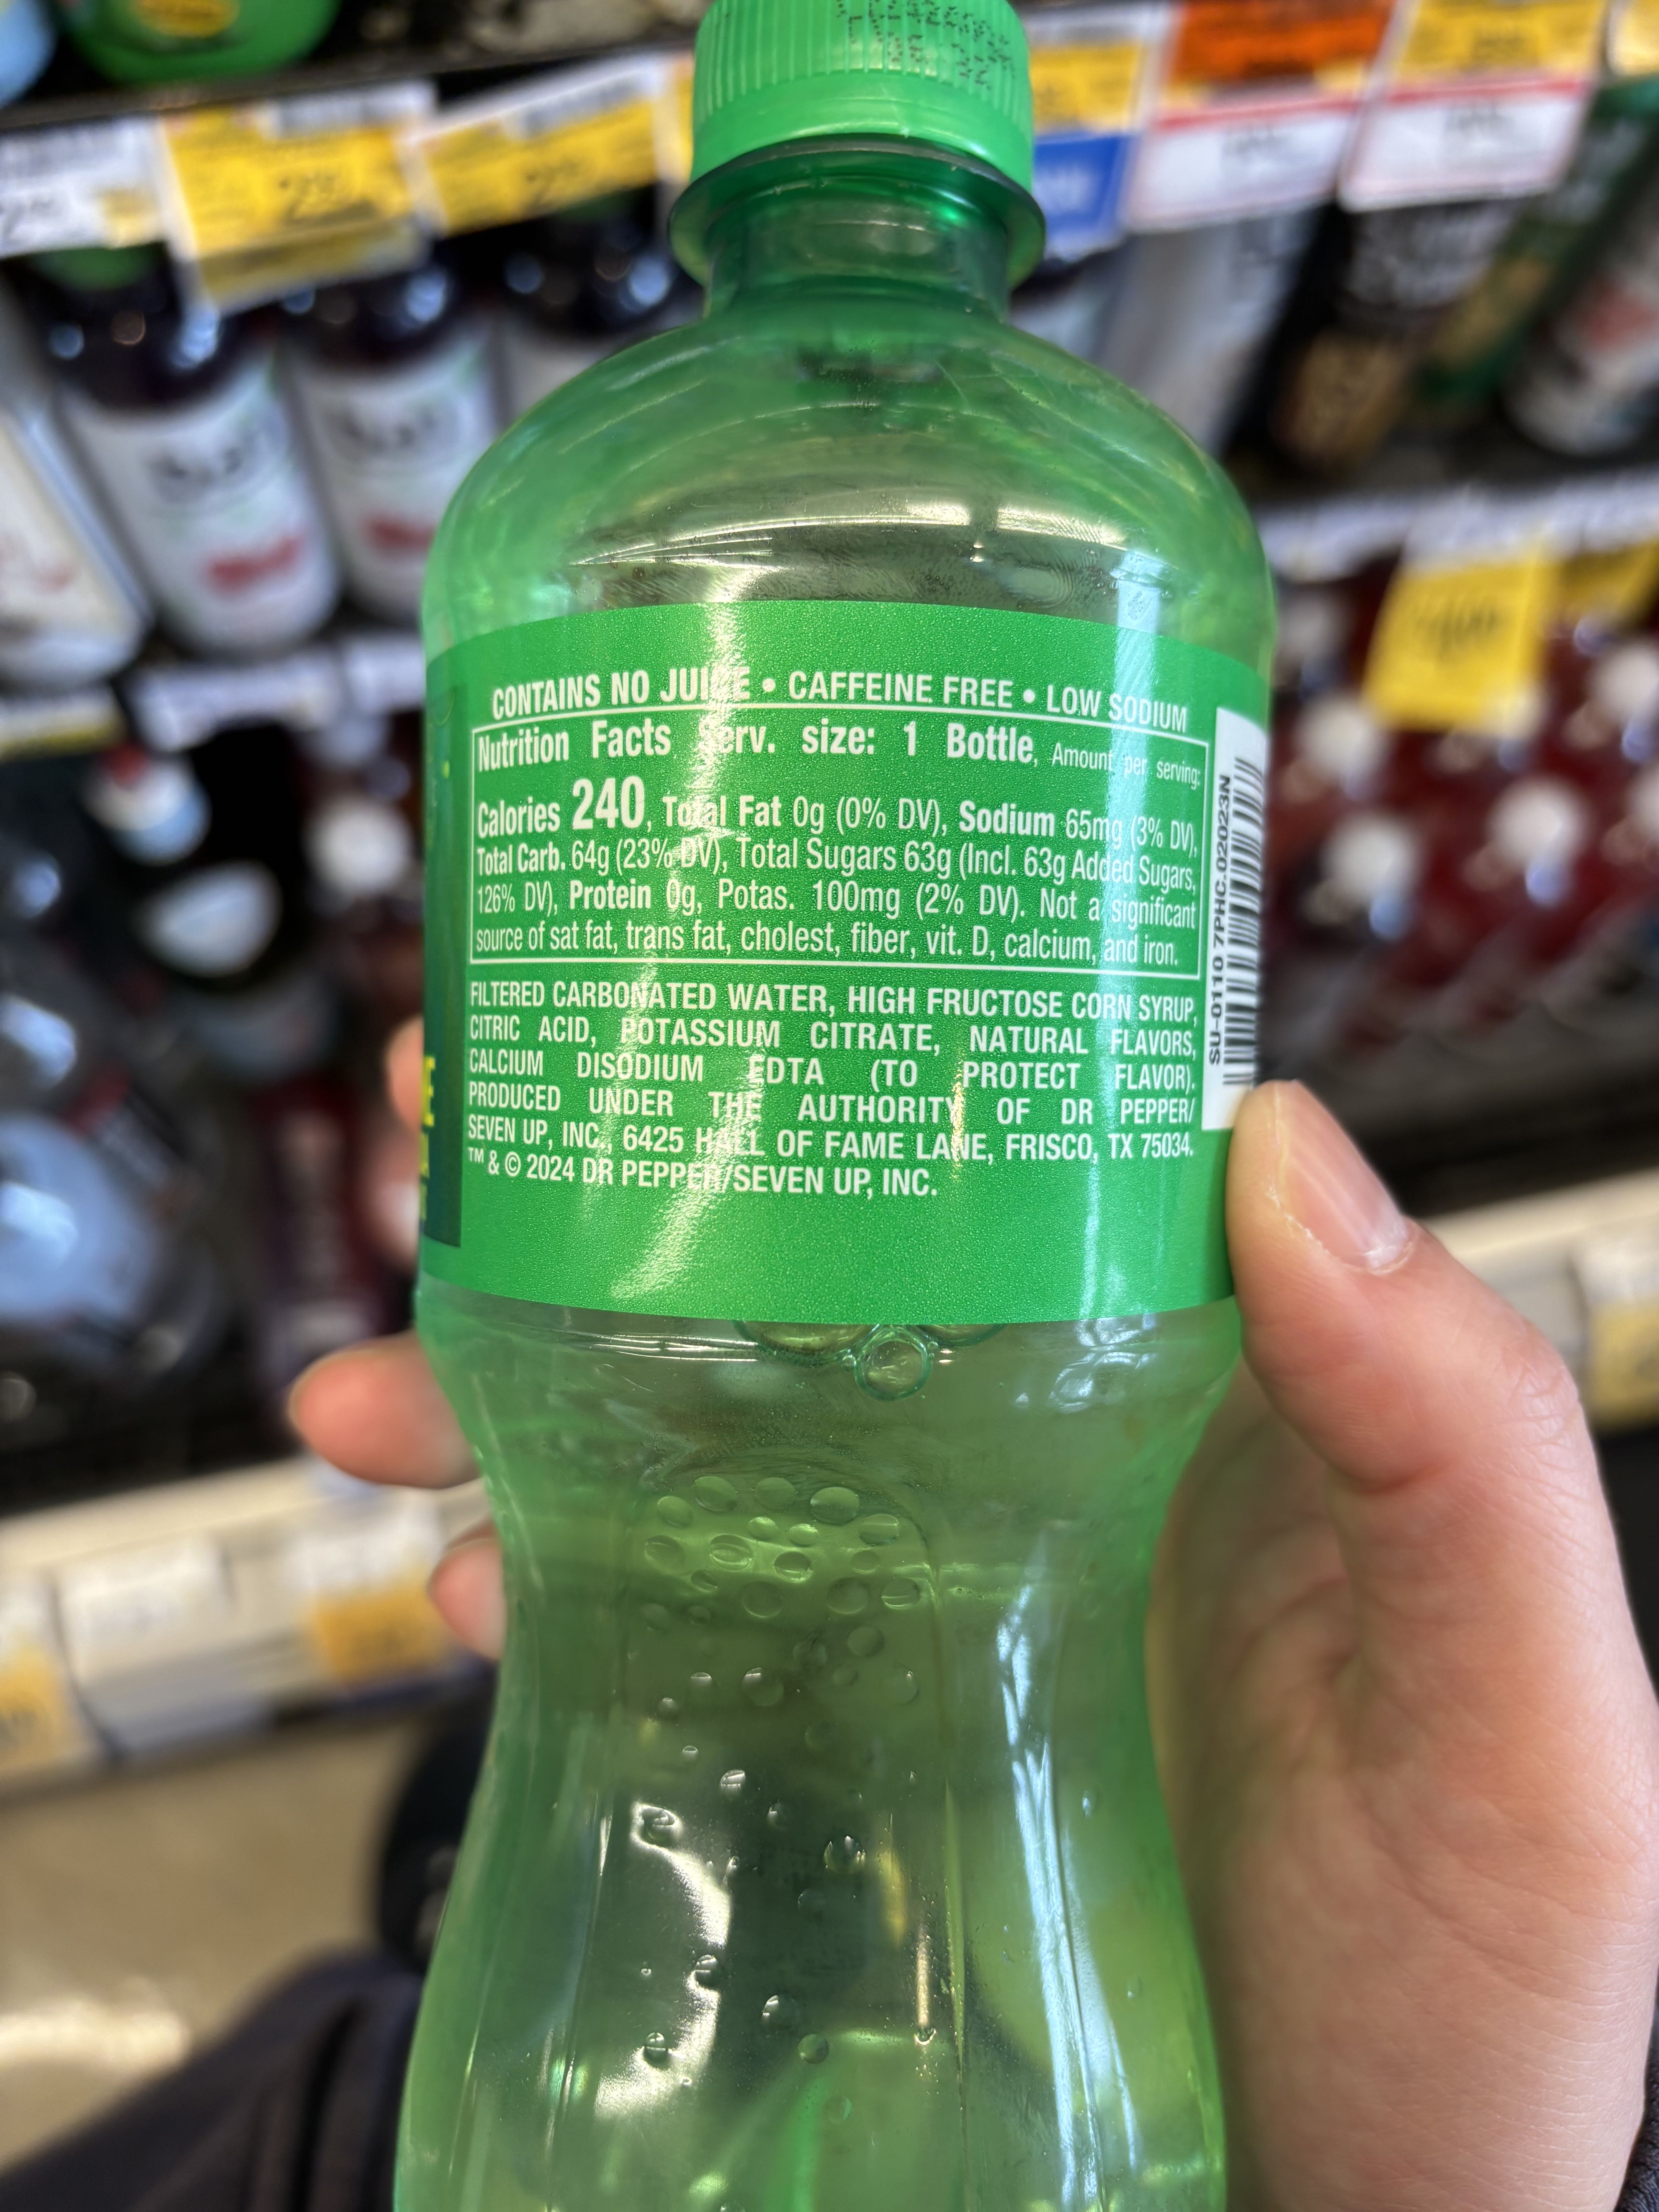 CONTAINS NO JUICE • CAFFEINE FREE • LOW SODIUM
Nutrition Facts Serv. size: 1 Bottle, Amount per serving:
Calories 240, Total Fat 0g (0% DV), Sodium 65mg (3% DV),
Total Carb. 64g (23% DV), Total Sugars 63g (Incl. 63g Added Sugars,
126% DV), Protein 0g, Potas. 100mg (2% DV). Not a significant
source of sat fat, trans fat, cholest, fiber, vit. D, calcium, and iron.
FILTERED CARBONATED WATER, HIGH FRUCTOSE CORN SYRUP,
CITRIC ACID, POTASSIUM CITRATE, NATURAL FLAVORS,
CALCIUM DISODIUM EDTA (TO PROTECT FLAVOR).
PRODUCED UNDER THE AUTHORITY OF DR PEPPER/
SEVEN UP, INC., 6425 HALL OF FAME LANE, FRISCO, TX 75034.
™ & © 2024 DR PEPPER/SEVEN UP, INC.
SU-0110 7PHC-02023N